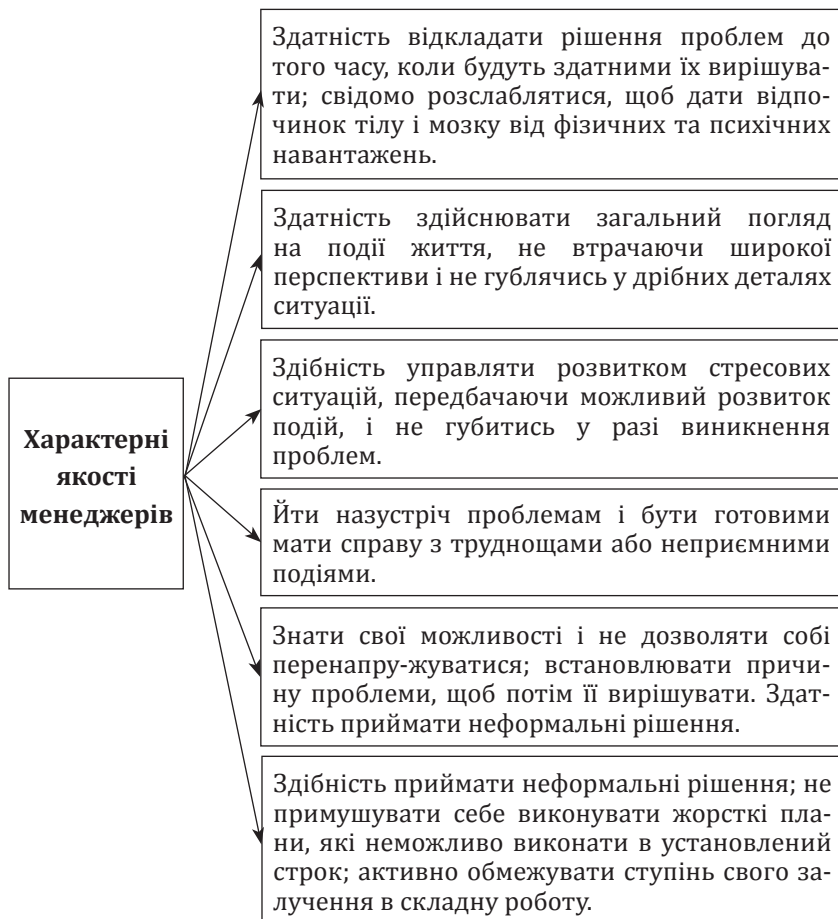 Здатність відкладати рішення проблем до
того часу, коли будуть здатними їх вирішува-
ти; свідомо розслаблятися, щоб дати відпо-
чинок тілу і мозку від фізичних та психічних
навантажень.
Здатність здійснювати загальний погляд
на події життя, не втрачаючи широкої
перспективи і не гублячись у дрібних деталях
ситуації.
Здібність управляти розвитком стресових
ситуацій, передбачаючи можливий розвиток
подій, і не губитись у разі виникнення
проблем.
Характерні
якості
менеджерів
Йти назустріч проблемам і бути готовими
мати справу з труднощами або неприємними
подіями.
Знати свої можливості і не дозволяти собі
перенапру-жуватися; встановлювати причи-
ну проблеми, щоб потім її вирішувати. Здат-
ність приймати неформальні рішення.
Здібність приймати неформальні рішення; не
примушувати себе виконувати жорсткі пла-
ни, які неможливо виконати в установлений
строк; активно обмежувати ступінь свого за-
лучення в складну роботу.